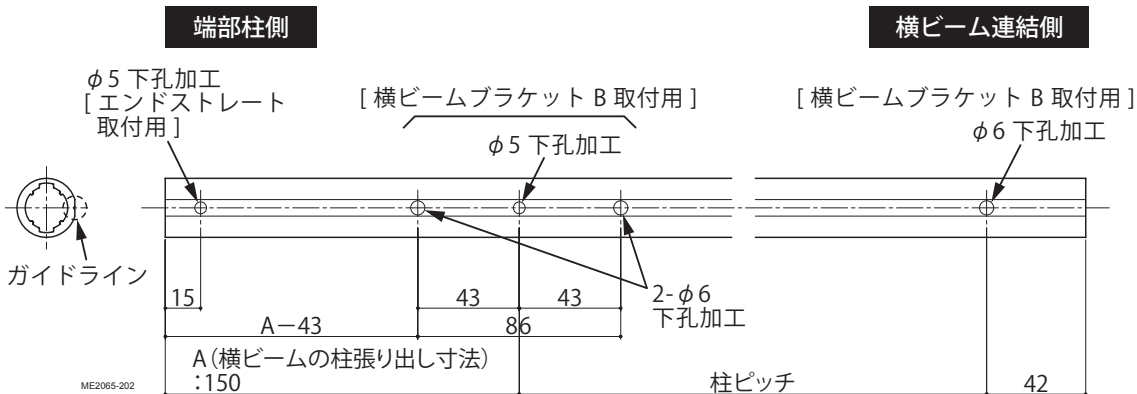 端部柱側
横ビーム連結側
φ5 下孔加工
[ エンドストレート
取付用 ]
[ 横ビームブラケット B 取付用 ]
φ5 下孔加工
[ 横ビームブラケット B 取付用 ]
φ6 下孔加工
ガイドライン
15
43
43
2-φ6
下孔加工
A−43
86
A（横ビームの柱張り出し寸法）
:150
柱ピッチ
42
ME2065-202